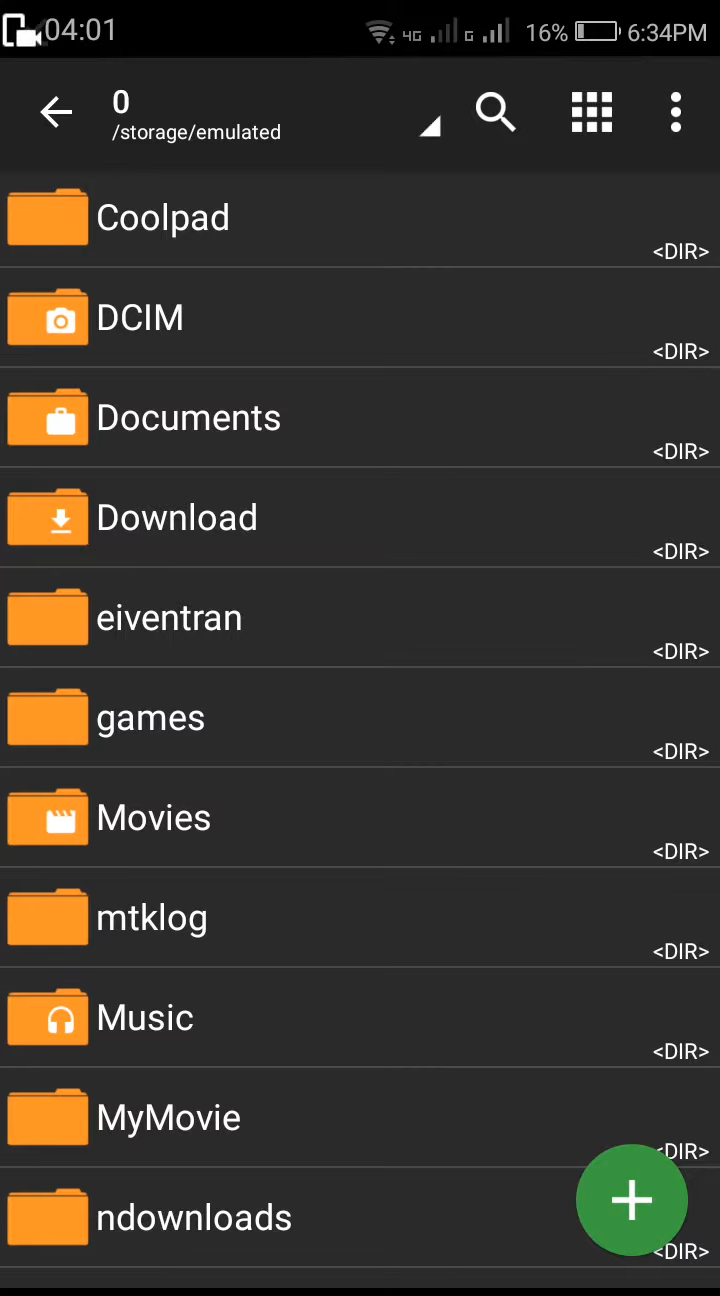 04:01 4G G 16% 6:34PM
0
/storage/emulated
Coolpad
<DIR>
DCIM
<DIR>
Documents
<DIR>
Download
<DIR>
eiventran
<DIR>
games
<DIR>
Movies
<DIR>
mtklog
<DIR>
Music
<DIR>
MyMovie
<DIR>
ndownloads
<DIR>